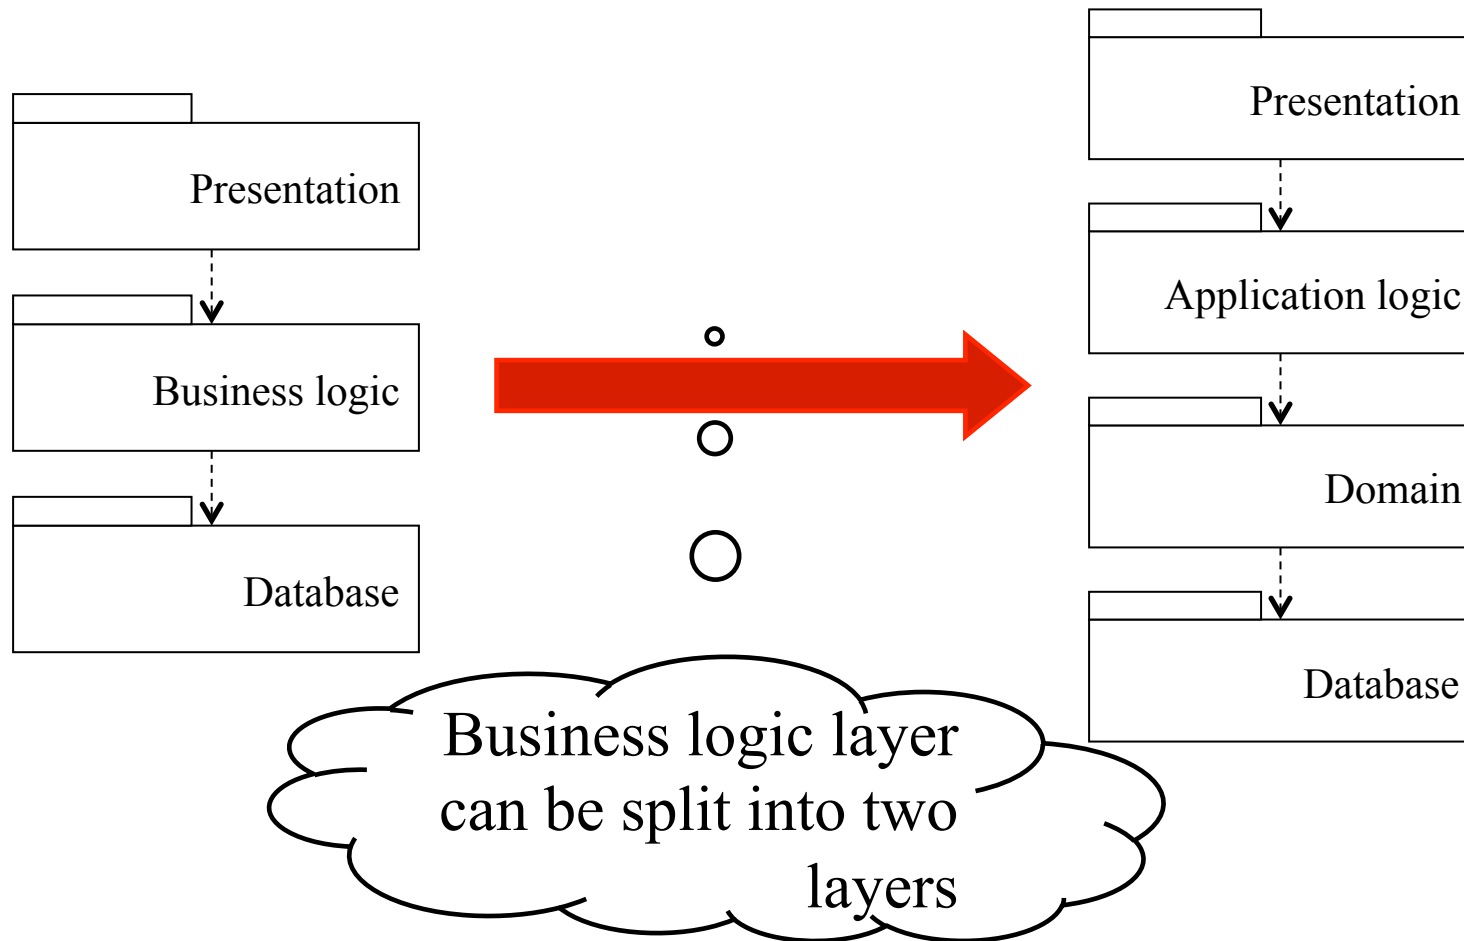 Presentation
Business logic
Database
Presentation
Application logic
Domain
Database
Business logic layer
can be split into two
layers